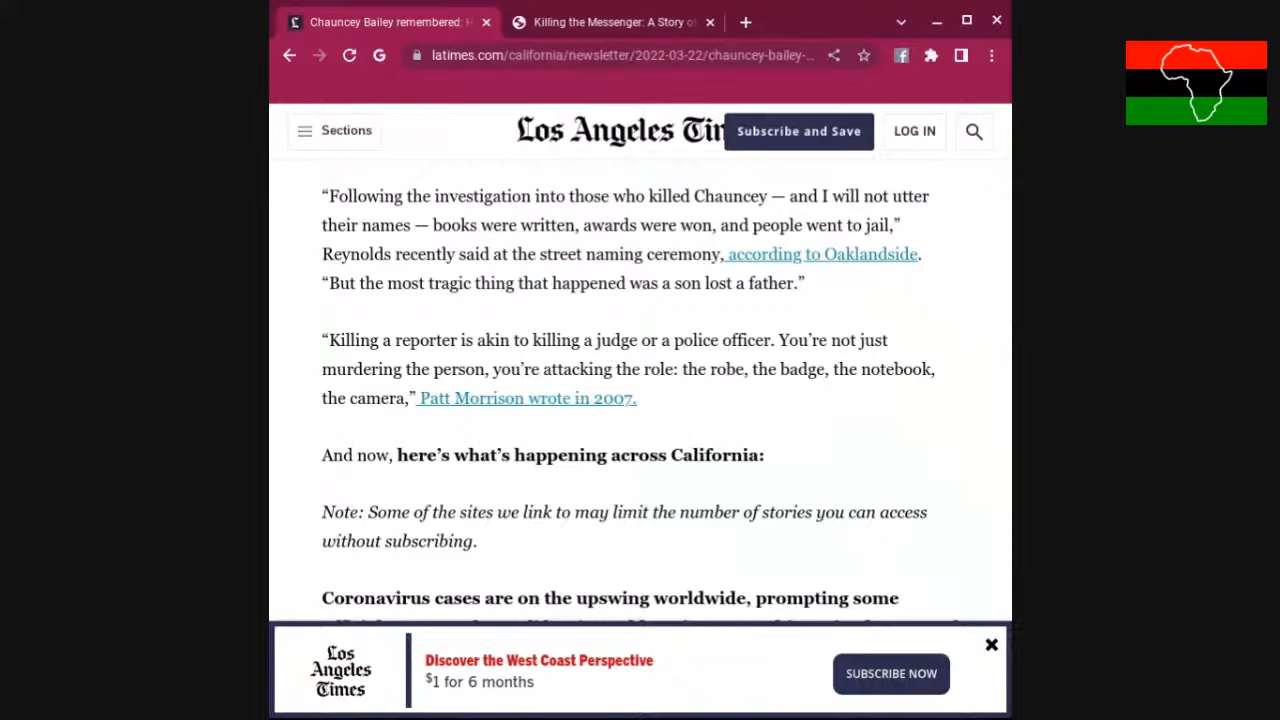 Chauncey Bailey remembered:
Killing the Messenger: A Story o
latimes.com/california/newsletter/2022-03-22/chauncey-bailey-...
Sections
Los Angeles Tim
Subscribe and Save
LOG IN
“Following the investigation into those who killed Chauncey — and I will not utter
their names — books were written, awards were won, and people went to jail,”
Reynolds recently said at the street naming ceremony, according to Oaklandside.
“But the most tragic thing that happened was a son lost a father.”
“Killing a reporter is akin to killing a judge or a police officer. You’re not just
murdering the person, you’re attacking the role: the robe, the badge, the notebook,
the camera,” Patt Morrison wrote in 2007.
And now, here’s what’s happening across California:
Note: Some of the sites we link to may limit the number of stories you can access
without subscribing.
Coronavirus cases are on the upswing worldwide, prompting some
Los
Angeles
Times
Discover the West Coast Perspective
$1 for 6 months
SUBSCRIBE NOW